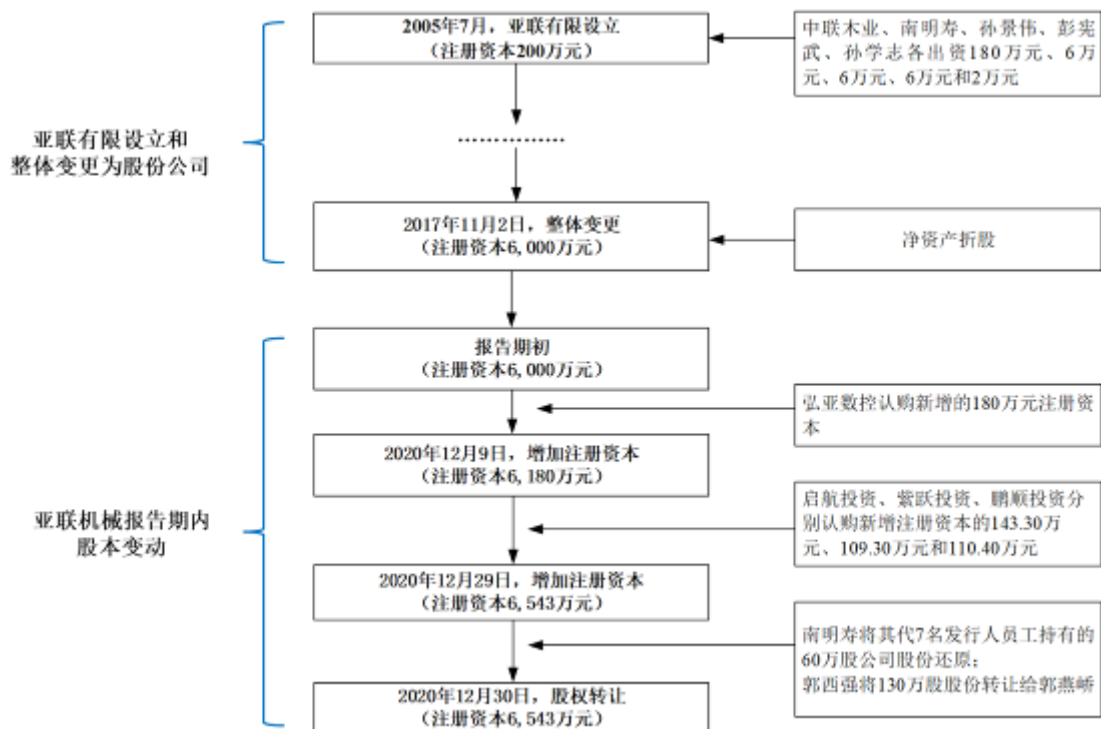 2005年7月，亚联有限设立
（注册资本200万元）
中联木业、南明寿、孙景伟、彭宪
武、孙学志各出资180万元、6万
元、6万元、6万元和2万元
亚联有限设立和
整体变更为股份公司
2017年11月2日，整体变更
（注册资本6,000万元）
净资产折股
报告期初
（注册资本6,000万元）
弘亚数控认购新增的180万元注册资
本
2020年12月9日，增加注册资本
（注册资本6,180万元）
启航投资、紫跃投资、鹏顺投资分
别认购新增注册资本的143.30万
元、109.30万元和110.40万元
亚联机械报告期内
股本变动
2020年12月29日，增加注册资本
（注册资本6,543万元）
南明寿将其代7名发行人员工持有的
60万股公司股份还原；
郭西强将130万股股份转让给郭燕峤
2020年12月30日，股权转让
（注册资本6,543万元）